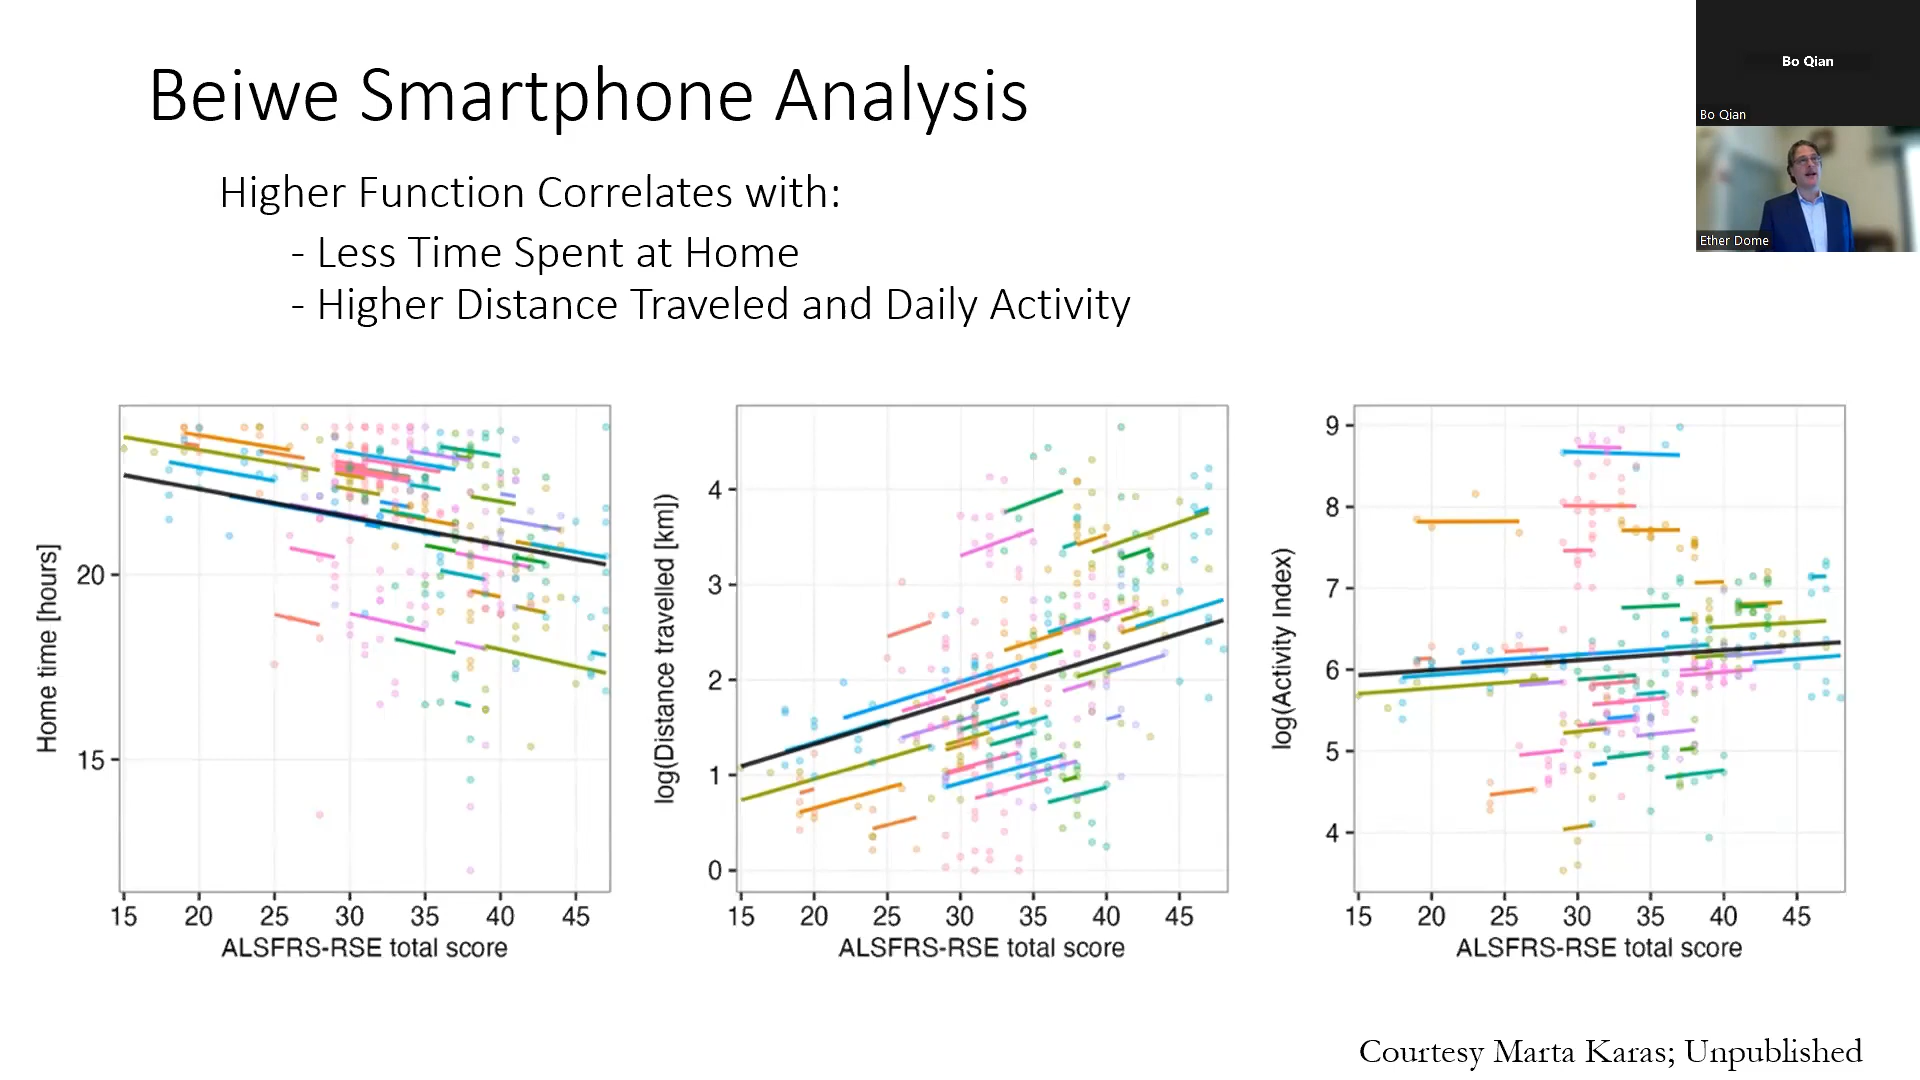 Beiwe Smartphone Analysis
Higher Function Correlates with:
- Less Time Spent at Home
- Higher Distance Traveled and Daily Activity
Bo Qian
Bo Qian
Ether Dome
Home time [hours]
20
15
15 20 25 30 35 40 45
ALSFRS-RSE total score
log(Distance travelled [km])
4
3
2
1
0
15 20 25 30 35 40 45
ALSFRS-RSE total score
log(Activity Index)
9
8
7
6
5
4
15 20 25 30 35 40 45
ALSFRS-RSE total score
Courtesy Marta Karas; Unpublished